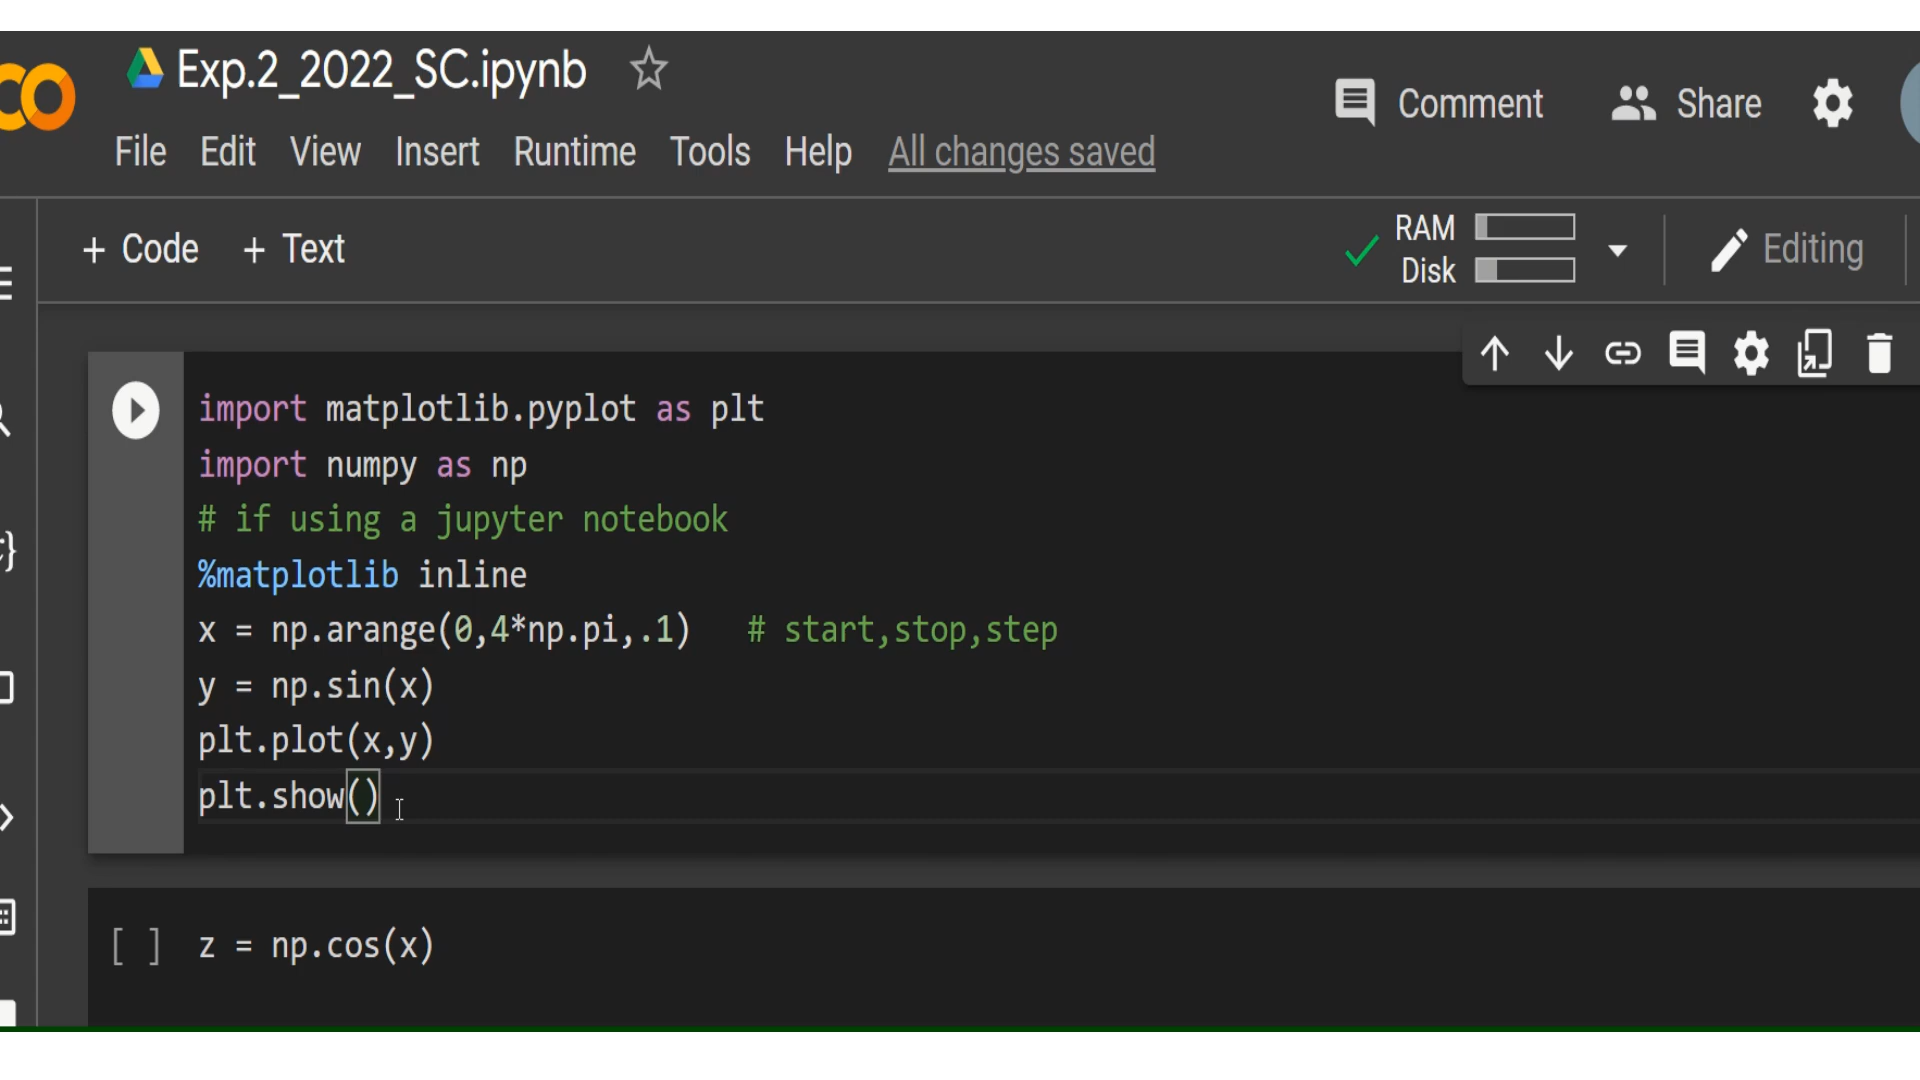 Exp.2_2022_SC.ipynb
Comment
Share
File Edit View Insert Runtime Tools Help All changes saved
+ Code + Text
RAM
Disk
Editing
import matplotlib.pyplot as plt
import numpy as np
# if using a jupyter notebook
%matplotlib inline
x = np.arange(0,4*np.pi,.1) # start,stop,step
y = np.sin(x)
plt.plot(x,y)
plt.show()
[ ] z = np.cos(x)